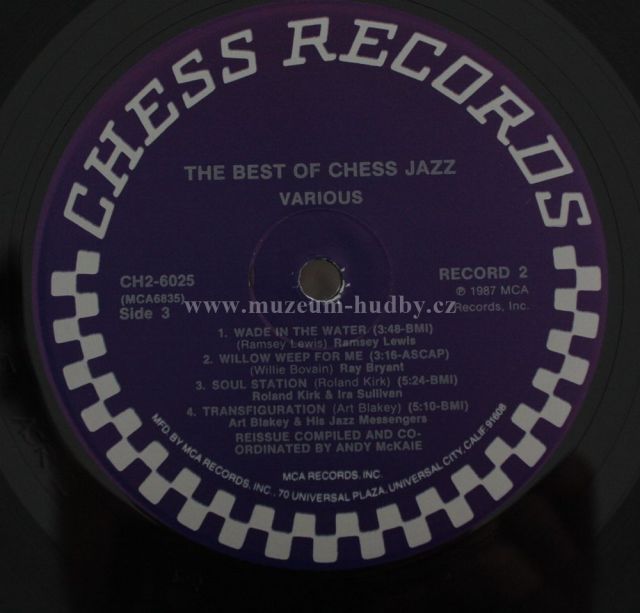 CHESS RECORDS
THE BEST OF CHESS JAZZ
VARIOUS
CH2-6025
(MCA6835)
Side 3
RECORD 2
℗ 1987 MCA
Records, Inc.
www.muzeum-hudby.cz
1. WADE IN THE WATER (3:48-BMI)
(Ramsey Lewis) Ramsey Lewis
2. WILLOW WEEP FOR ME (3:16-ASCAP)
(Willie Bovain) Ray Bryant
3. SOUL STATION (Roland Kirk) (5:24-BMI)
Roland Kirk & Ira Sullivan
4. TRANSFIGURATION (Art Blakey) (5:10-BMI)
Art Blakey & His Jazz Messengers
REISSUE COMPILED AND CO-
ORDINATED BY ANDY McKAIE
MCA RECORDS, INC.
MFD BY MCA RECORDS, INC., 70 UNIVERSAL PLAZA, UNIVERSAL CITY, CALIF. 91608